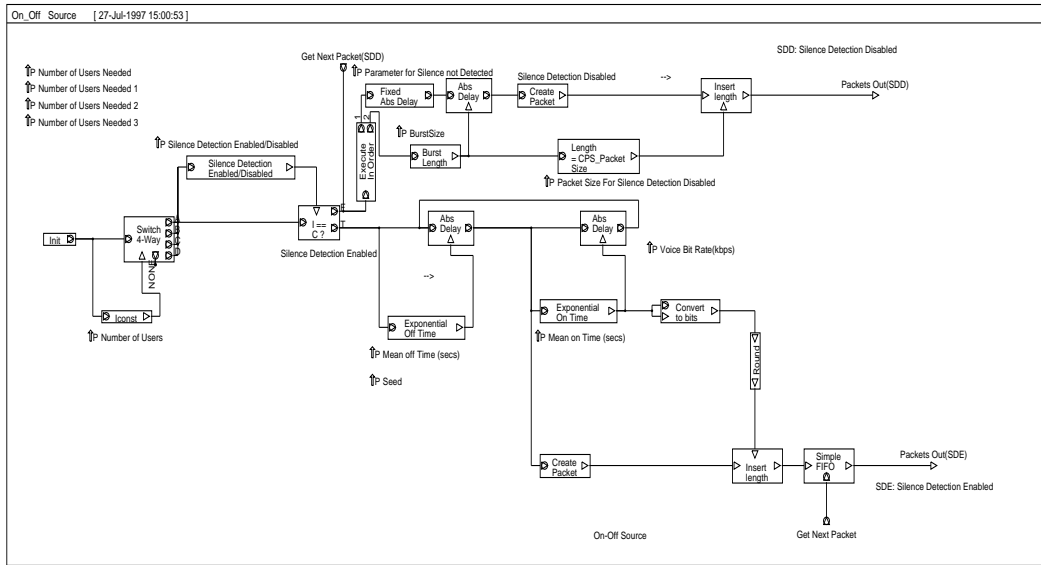 On_Off Source [ 27-Jul-1997 15:00:53 ]
Get Next Packet(SDD)
SDD: Silence Detection Disabled
P Number of Users Needed
P Number of Users Needed 1
P Number of Users Needed 2
P Number of Users Needed 3
P Parameter for Silence not Detected
Silence Detection Disabled
-->
Fixed
Abs Delay
Abs
Delay
Create
Packet
Insert
length
Packets Out(SDD)
1
2
Execute
In Order
P BurstSize
Burst
Length
Length
= CPS_Packet
Size
P Packet Size For Silence Detection Disabled
P Silence Detection Enabled/Disabled
Silence Detection
Enabled/Disabled
Init
Switch
4-Way
A
B
C
D
NONE
I ==
C ?
F
T
Silence Detection Enabled
Abs
Delay
Abs
Delay
P Voice Bit Rate(kbps)
-->
Iconst
P Number of Users
Exponential
Off Time
P Mean off Time (secs)
P Seed
Exponential
On Time
P Mean on Time (secs)
Convert
to bits
Round
Create
Packet
Insert
length
Simple
FIFO
Packets Out(SDE)
SDE: Silence Detection Enabled
On-Off Source
Get Next Packet